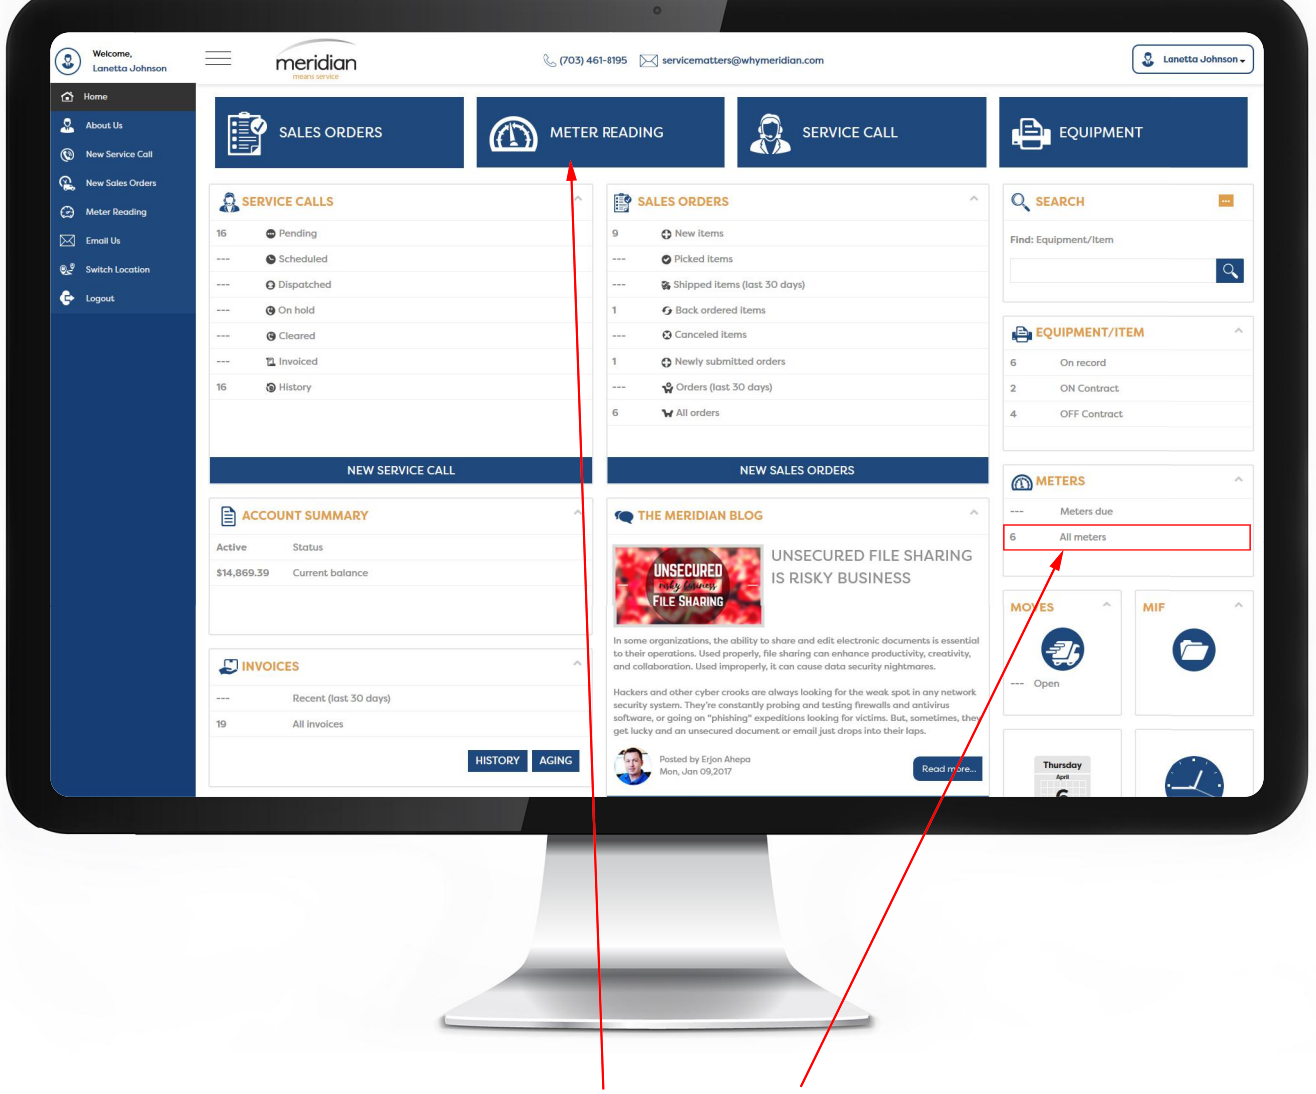 Welcome,
Lanetta Johnson
meridian
means service
(703) 461-8195
servicematters@whymeridian.com
Lanetta Johnson
Home
About Us
New Service Call
New Sales Orders
Meter Reading
Email Us
Switch Location
Logout
SALES ORDERS
METER READING
SERVICE CALL
EQUIPMENT
SERVICE CALLS
16 Pending
--- Scheduled
--- Dispatched
--- On hold
--- Cleared
--- Invoiced
16 History
NEW SERVICE CALL
SALES ORDERS
9 New items
--- Picked items
--- Shipped items (last 30 days)
1 Back ordered items
--- Canceled items
1 Newly submitted orders
--- Orders (last 30 days)
6 All orders
NEW SALES ORDERS
SEARCH
Find: Equipment/Item
EQUIPMENT/ITEM
6 On record
2 ON Contract
4 OFF Contract
METERS
--- Meters due
6 All meters
ACCOUNT SUMMARY
Active Status
$14,869.39 Current balance
INVOICES
--- Recent (last 30 days)
19 All invoices
HISTORY AGING
THE MERIDIAN BLOG
UNSECURED
risky business
FILE SHARING
UNSECURED FILE SHARING
IS RISKY BUSINESS
In some organizations, the ability to share and edit electronic documents is essential
to their operations. Used properly, file sharing can enhance productivity, creativity,
and collaboration. Used improperly, it can cause data security nightmares.
Hackers and other cyber crooks are always looking for the weak spot in any network
security system. They're constantly probing and testing firewalls and antivirus
software, or going on "phishing" expeditions looking for victims. But, sometimes, they
get lucky and an unsecured document or email just drops into their laps.
Posted by Erjon Ahepa
Mon, Jan 09,2017
Read more...
MOVES
--- Open
MIF
Thursday
April
6